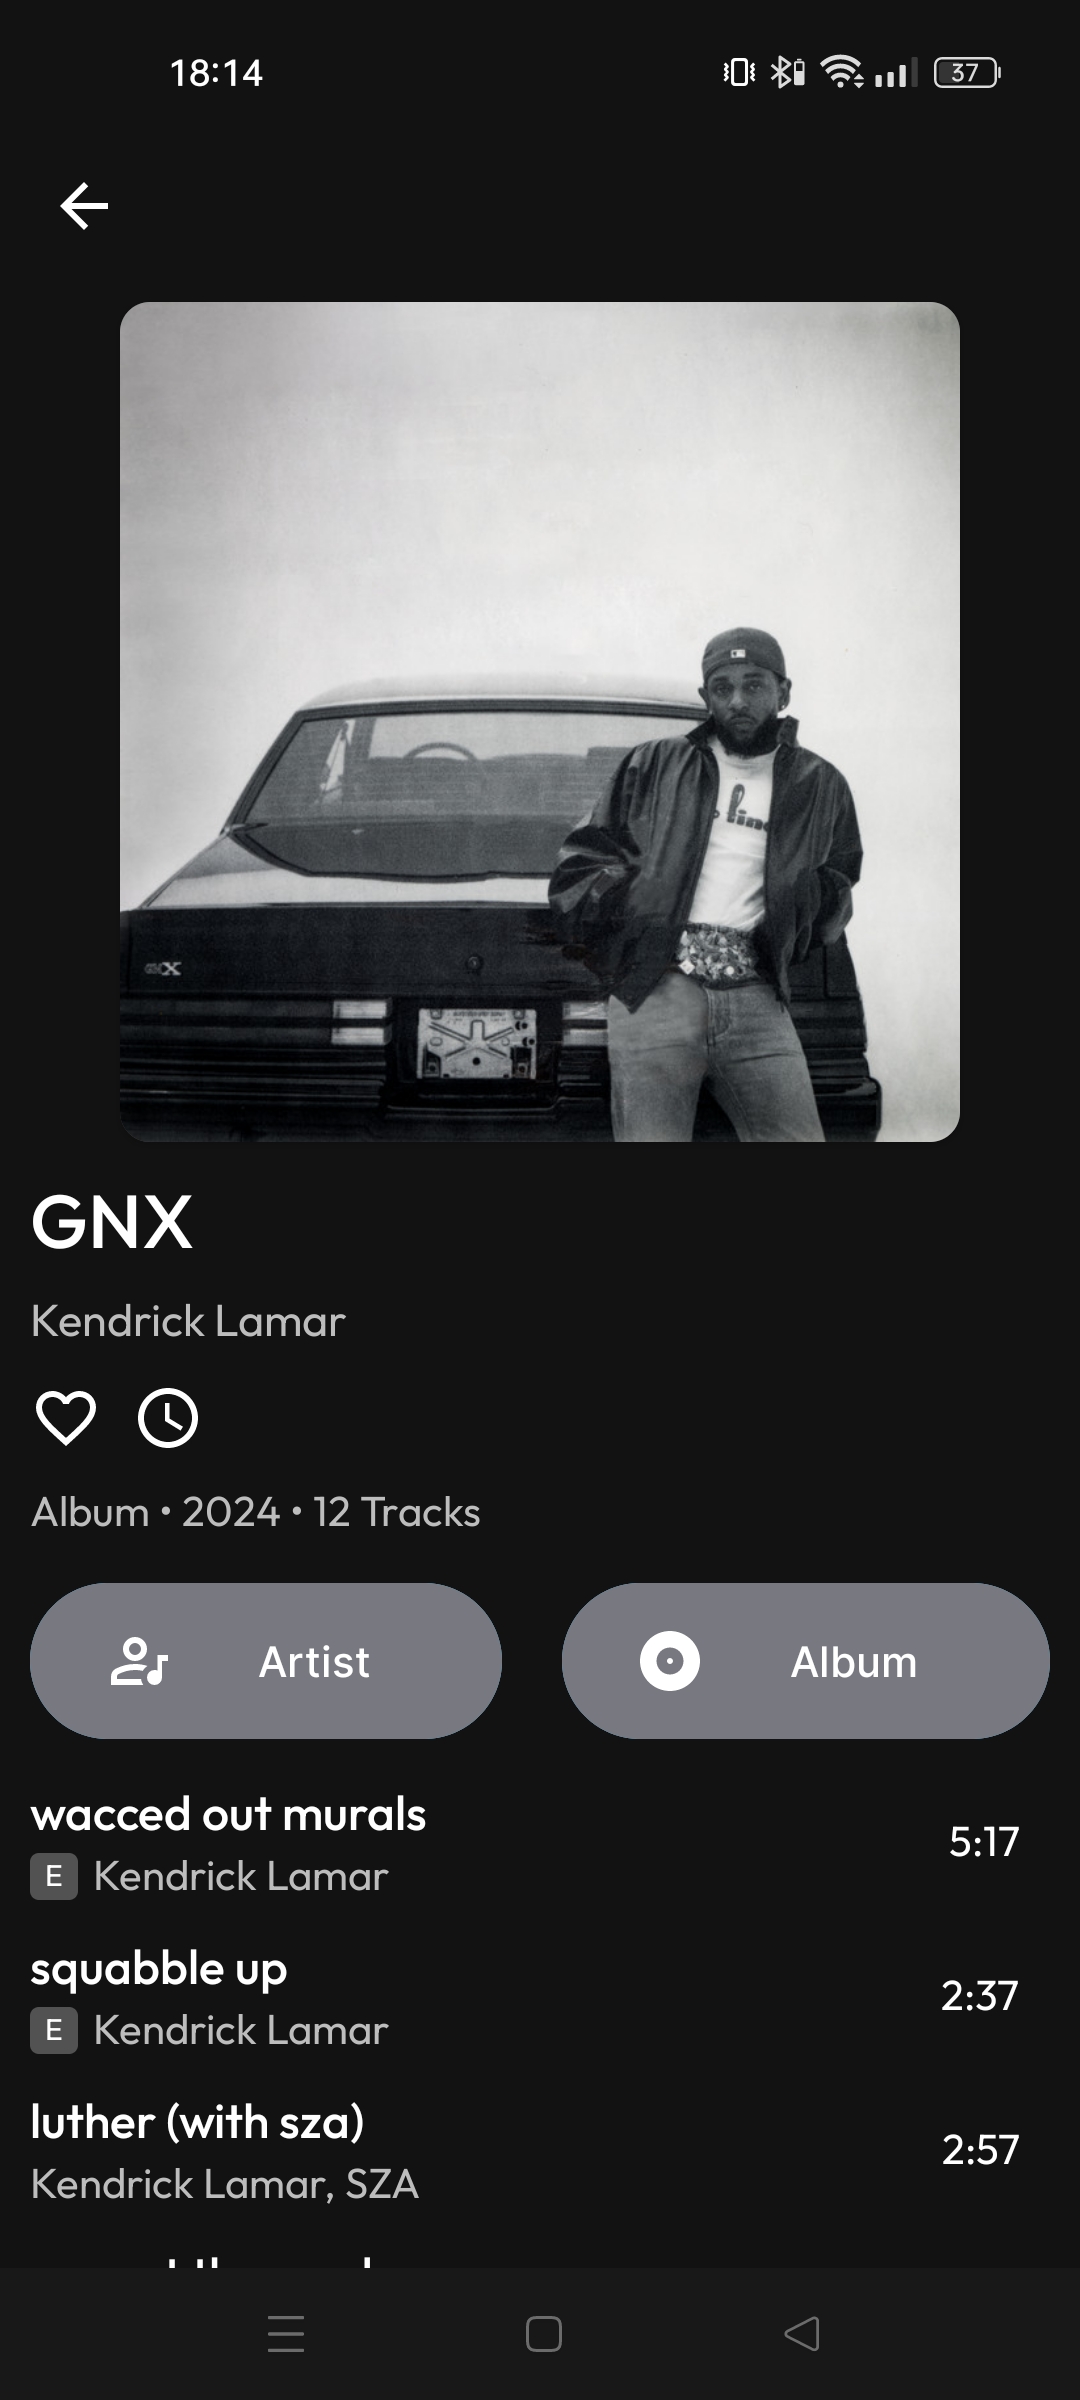 18:14
37
GNX
GNX
Kendrick Lamar
Album • 2024 • 12 Tracks
Artist
Album
wacced out murals
5:17
E Kendrick Lamar
squabble up
2:37
E Kendrick Lamar
luther (with sza)
2:57
Kendrick Lamar, SZA